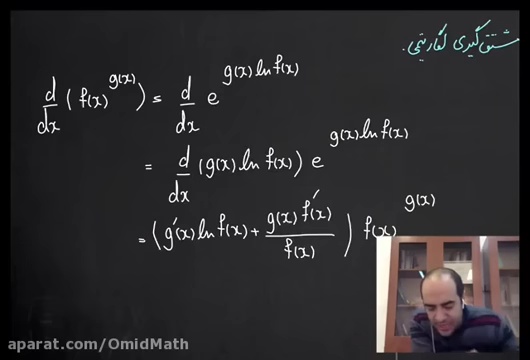 مشتق‌گیری لگاریتمی.
d/dx (f(x)^g(x)) = d/dx e^g(x) ln f(x)
= d/dx (g(x) ln f(x)) e^g(x) ln f(x)
= (g′(x) ln f(x) + g(x) f′(x) / f(x)) f(x)^g(x)
aparat.com/OmidMath